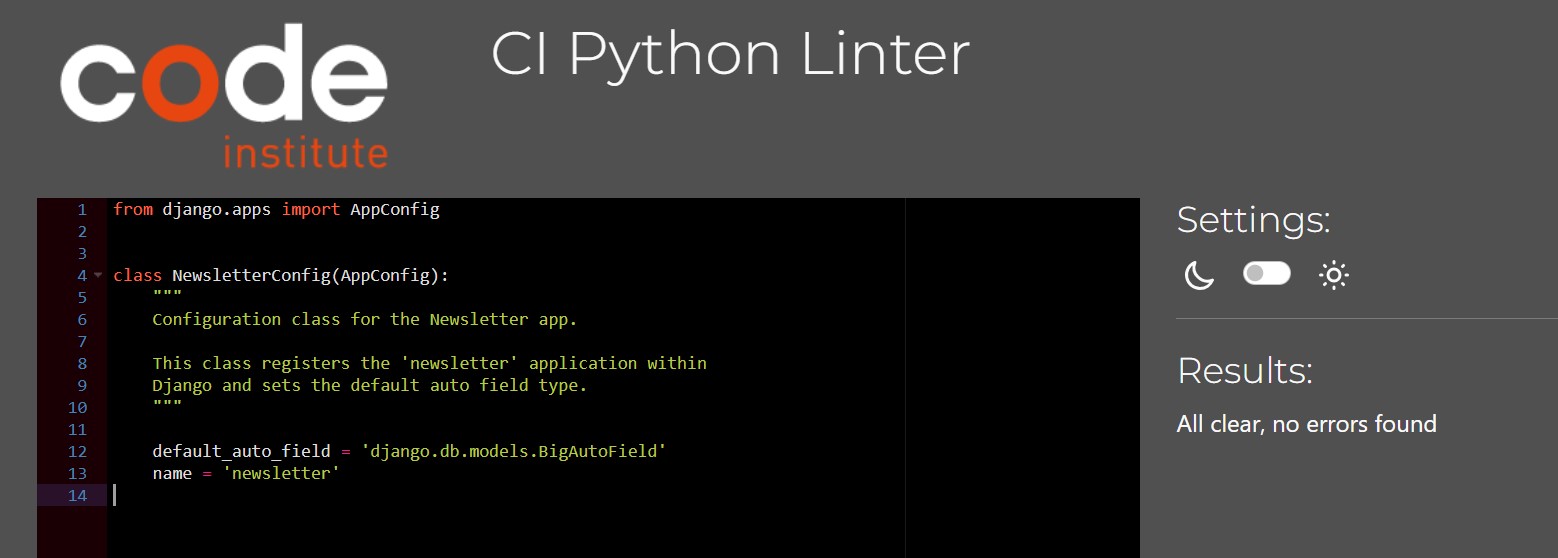 code
institute
CI Python Linter
1 from django.apps import AppConfig
2
3
4 class NewsletterConfig(AppConfig):
5     """
6     Configuration class for the Newsletter app.
7
8     This class registers the 'newsletter' application within
9     Django and sets the default auto field type.
10     """
11
12     default_auto_field = 'django.db.models.BigAutoField'
13     name = 'newsletter'
14
Settings:
Results:
All clear, no errors found